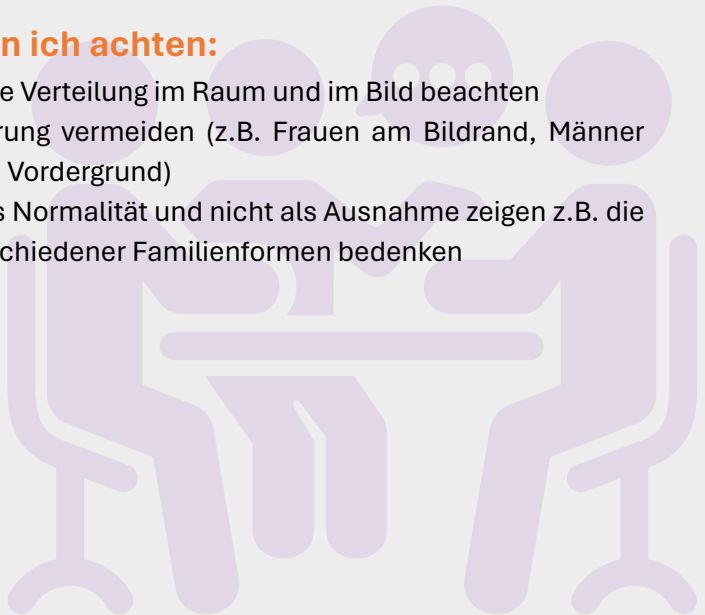 n ich achten:
e Verteilung im Raum und im Bild beachten
rung vermeiden (z.B. Frauen am Bildrand, Männer
Vordergrund)
s Normalität und nicht als Ausnahme zeigen z.B. die
chiedener Familienformen bedenken